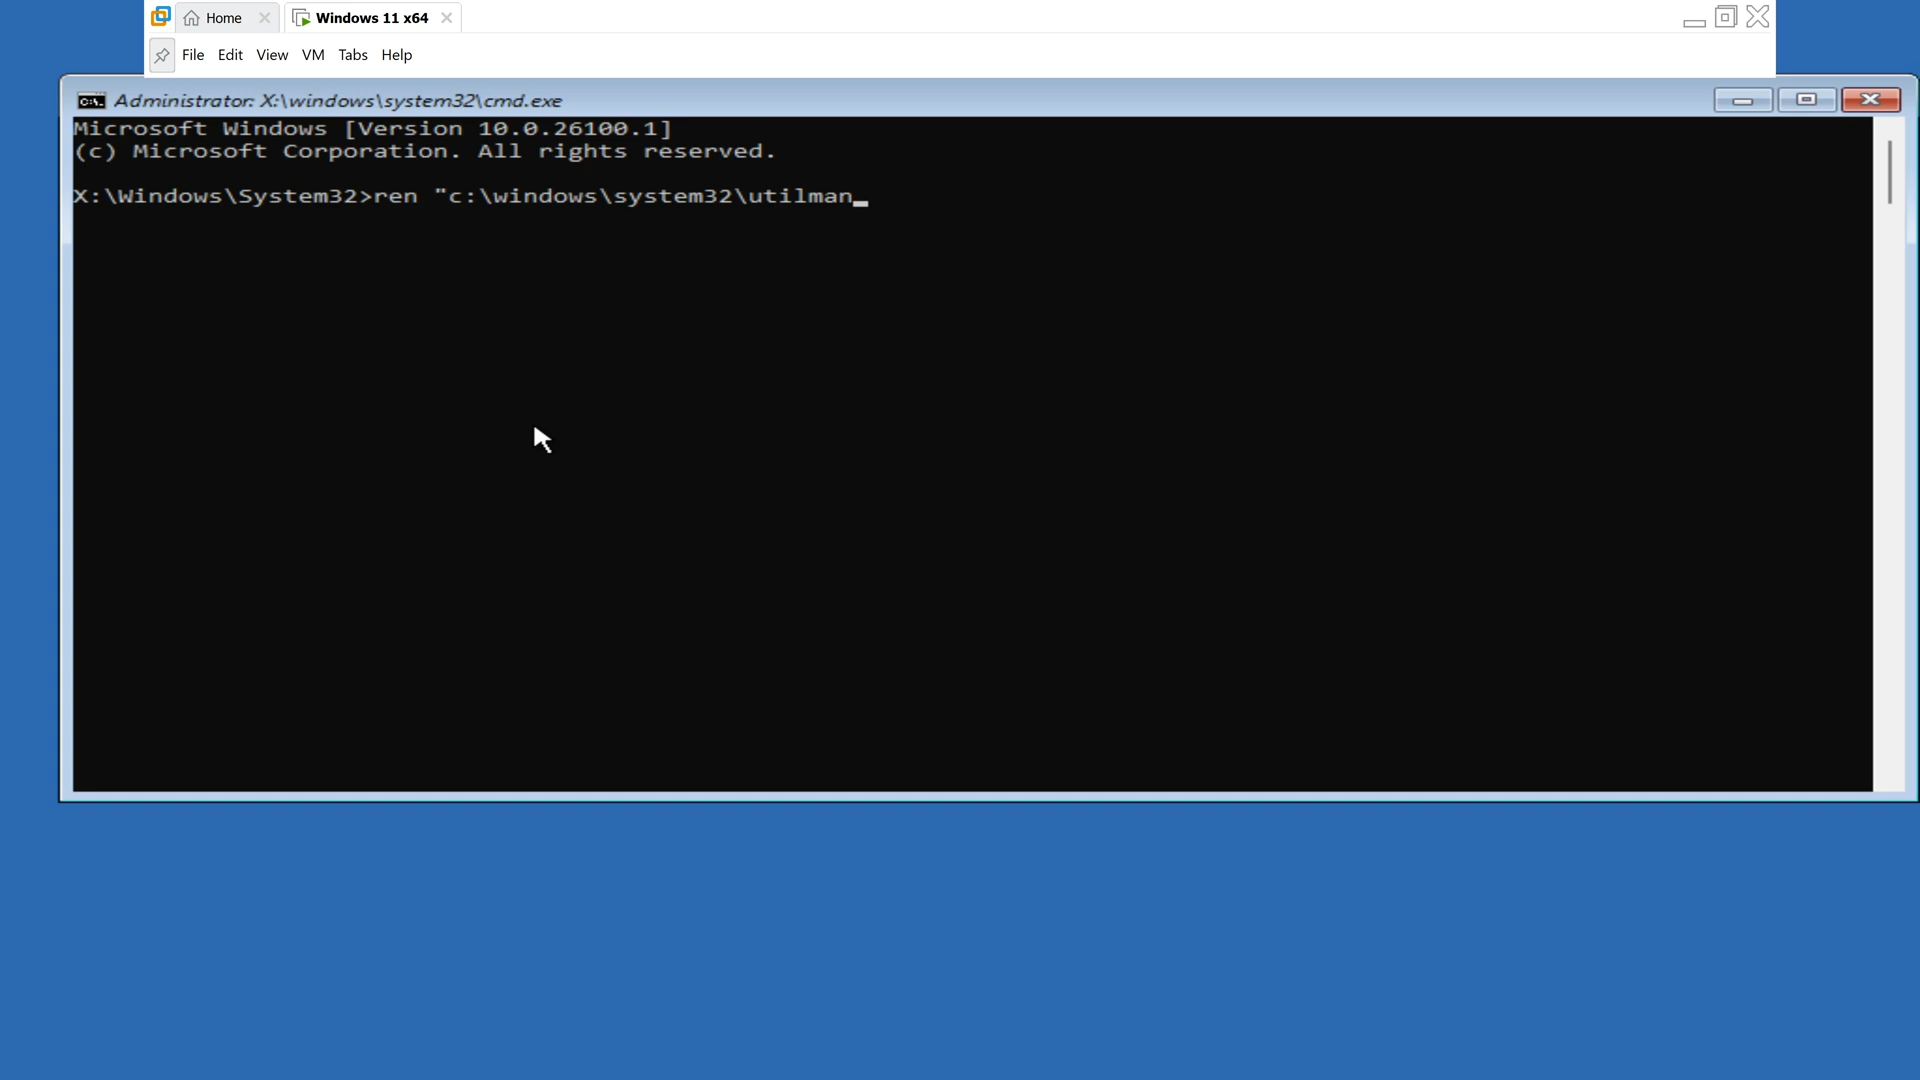 Home
Windows 11 x64
File Edit View VM Tabs Help
Administrator: X:\windows\system32\cmd.exe
Microsoft Windows [Version 10.0.26100.1]
(c) Microsoft Corporation. All rights reserved.
X:\Windows\System32>ren "c:\windows\system32\utilman_